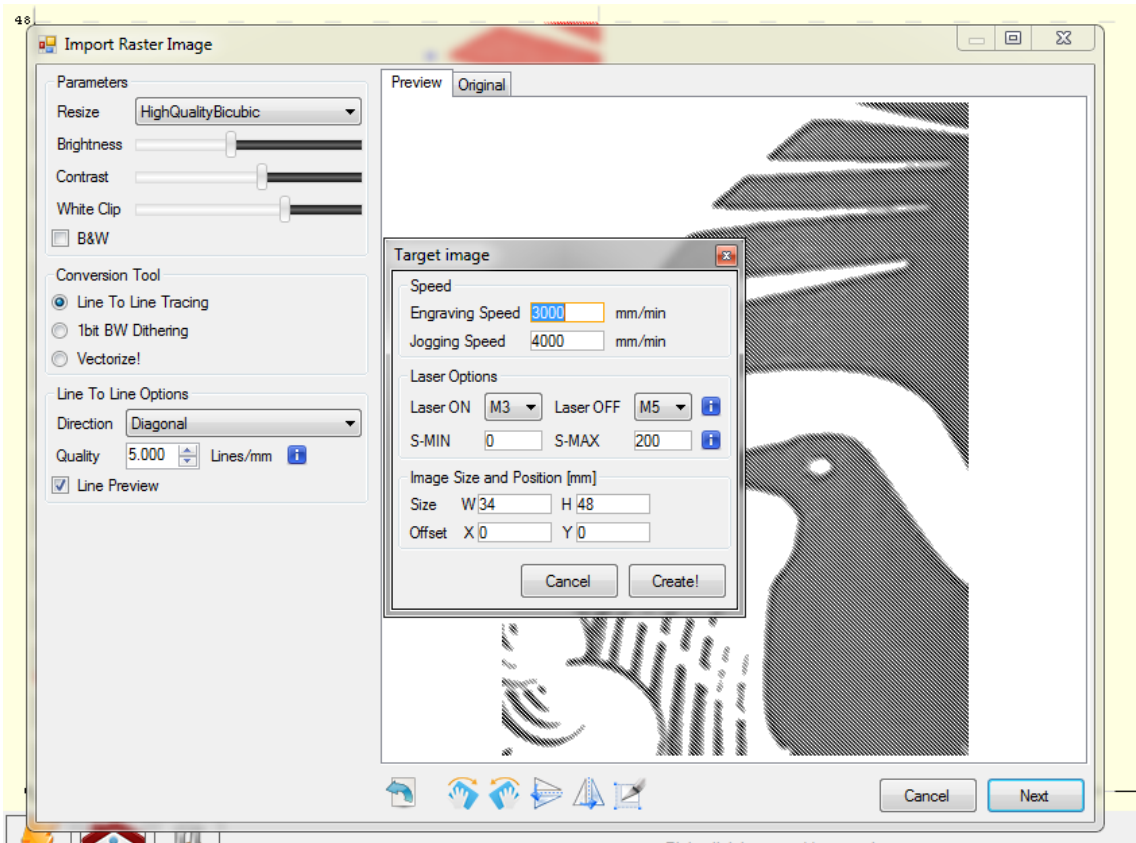 48
Import Raster Image
Parameters
Resize HighQualityBicubic
Brightness
Contrast
White Clip
B&W
Conversion Tool
Line To Line Tracing
1bit BW Dithering
Vectorize!
Line To Line Options
Direction Diagonal
Quality 5.000 Lines/mm
Line Preview
Preview Original
Target image
Speed
Engraving Speed 3000 mm/min
Jogging Speed 4000 mm/min
Laser Options
Laser ON M3 Laser OFF M5
S-MIN 0 S-MAX 200
Image Size and Position [mm]
Size W 34 H 48
Offset X 0 Y 0
Cancel Create!
Cancel Next